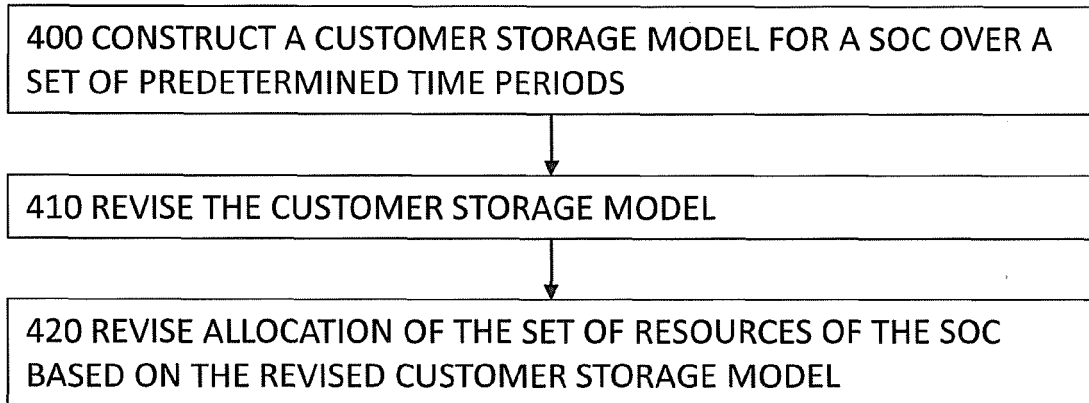 400 CONSTRUCT A CUSTOMER STORAGE MODEL FOR A SOC OVER A
SET OF PREDETERMINED TIME PERIODS
410 REVISE THE CUSTOMER STORAGE MODEL
420 REVISE ALLOCATION OF THE SET OF RESOURCES OF THE SOC
BASED ON THE REVISED CUSTOMER STORAGE MODEL